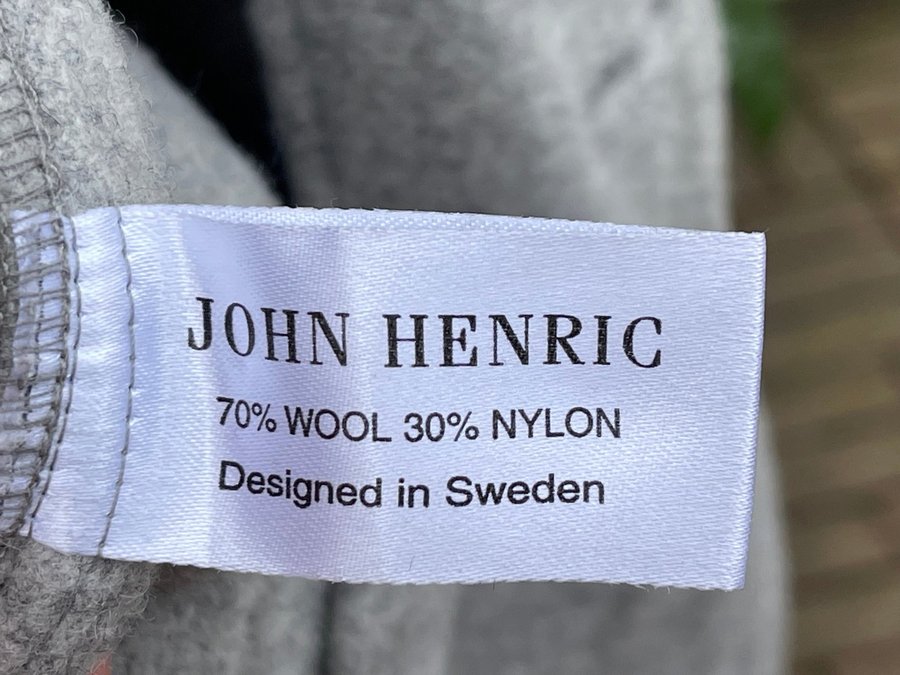 JOHN HENRIC
70% WOOL 30% NYLON
Designed in Sweden